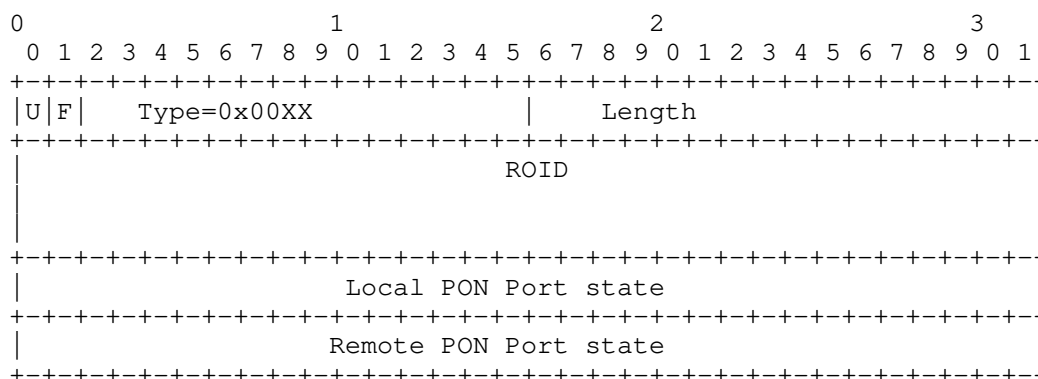 0                   1                   2                   3
 0 1 2 3 4 5 6 7 8 9 0 1 2 3 4 5 6 7 8 9 0 1 2 3 4 5 6 7 8 9 0 1
+-+-+-+-+-+-+-+-+-+-+-+-+-+-+-+-+-+-+-+-+-+-+-+-+-+-+-+-+-+-+-+-
|U|F|   Type=0x00XX             |    Length
+-+-+-+-+-+-+-+-+-+-+-+-+-+-+-+-+-+-+-+-+-+-+-+-+-+-+-+-+-+-+-+-
|                              ROID
|
|
+-+-+-+-+-+-+-+-+-+-+-+-+-+-+-+-+-+-+-+-+-+-+-+-+-+-+-+-+-+-+-+-
|                    Local PON Port state
+-+-+-+-+-+-+-+-+-+-+-+-+-+-+-+-+-+-+-+-+-+-+-+-+-+-+-+-+-+-+-+-
|                   Remote PON Port state
+-+-+-+-+-+-+-+-+-+-+-+-+-+-+-+-+-+-+-+-+-+-+-+-+-+-+-+-+-+-+-+-